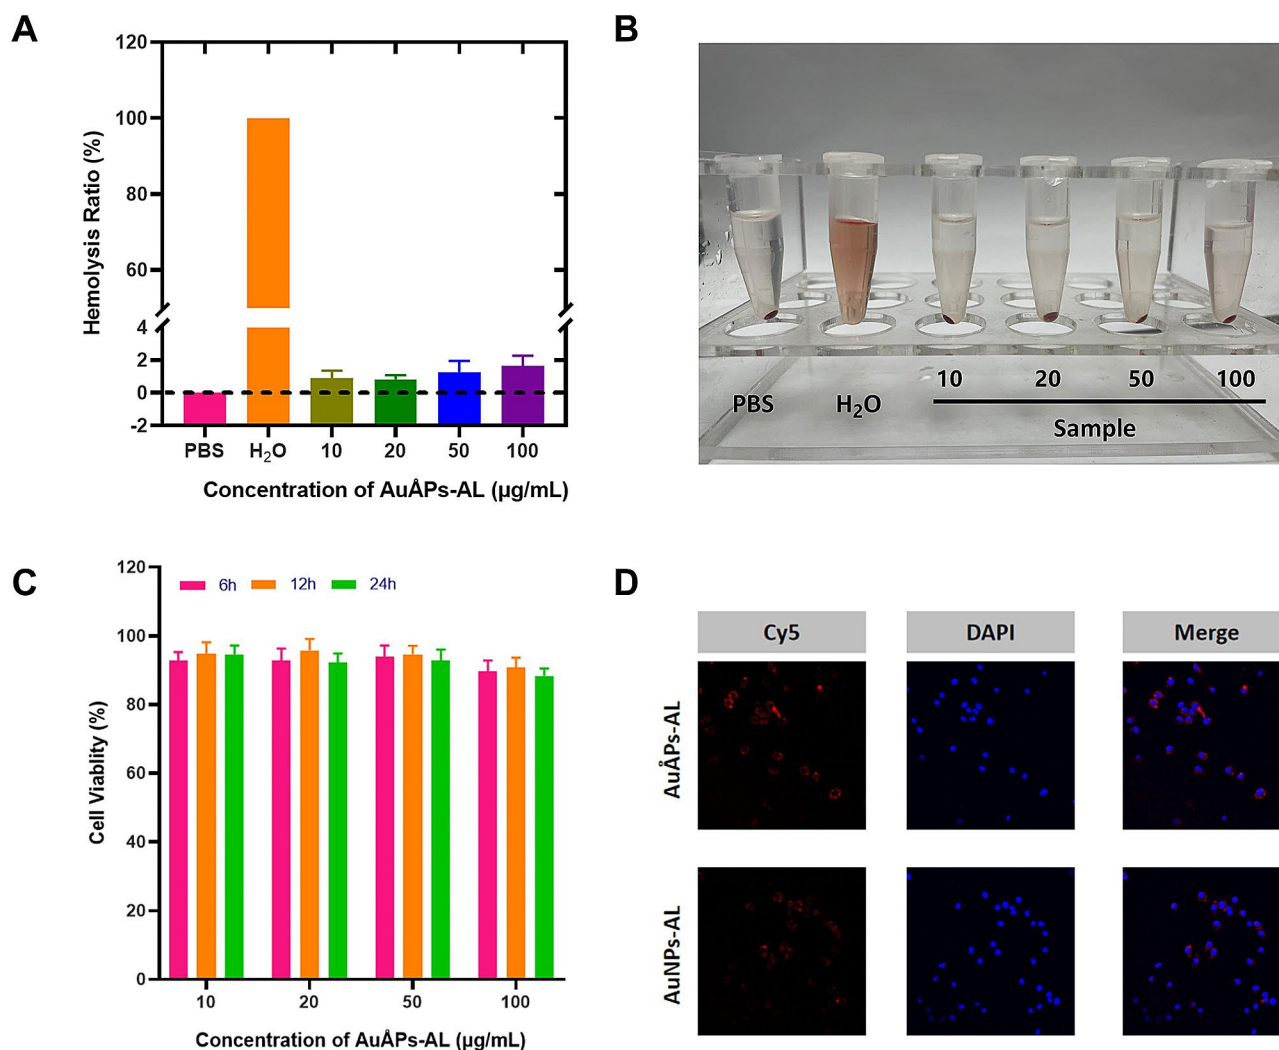 A
120
100
80
60
4
2
0
-2
Hemolysis Ratio (%)
PBS
H₂O
10
20
50
100
Concentration of AuÅPs-AL (µg/mL)
B
10
20
50
100
PBS
H₂O
Sample
C
120
100
80
60
40
20
0
Cell Viablity (%)
6h
12h
24h
10
20
50
100
Concentration of AuÅPs-AL (µg/mL)
D
Cy5
DAPI
Merge
AuÅPs-AL
AuNPs-AL